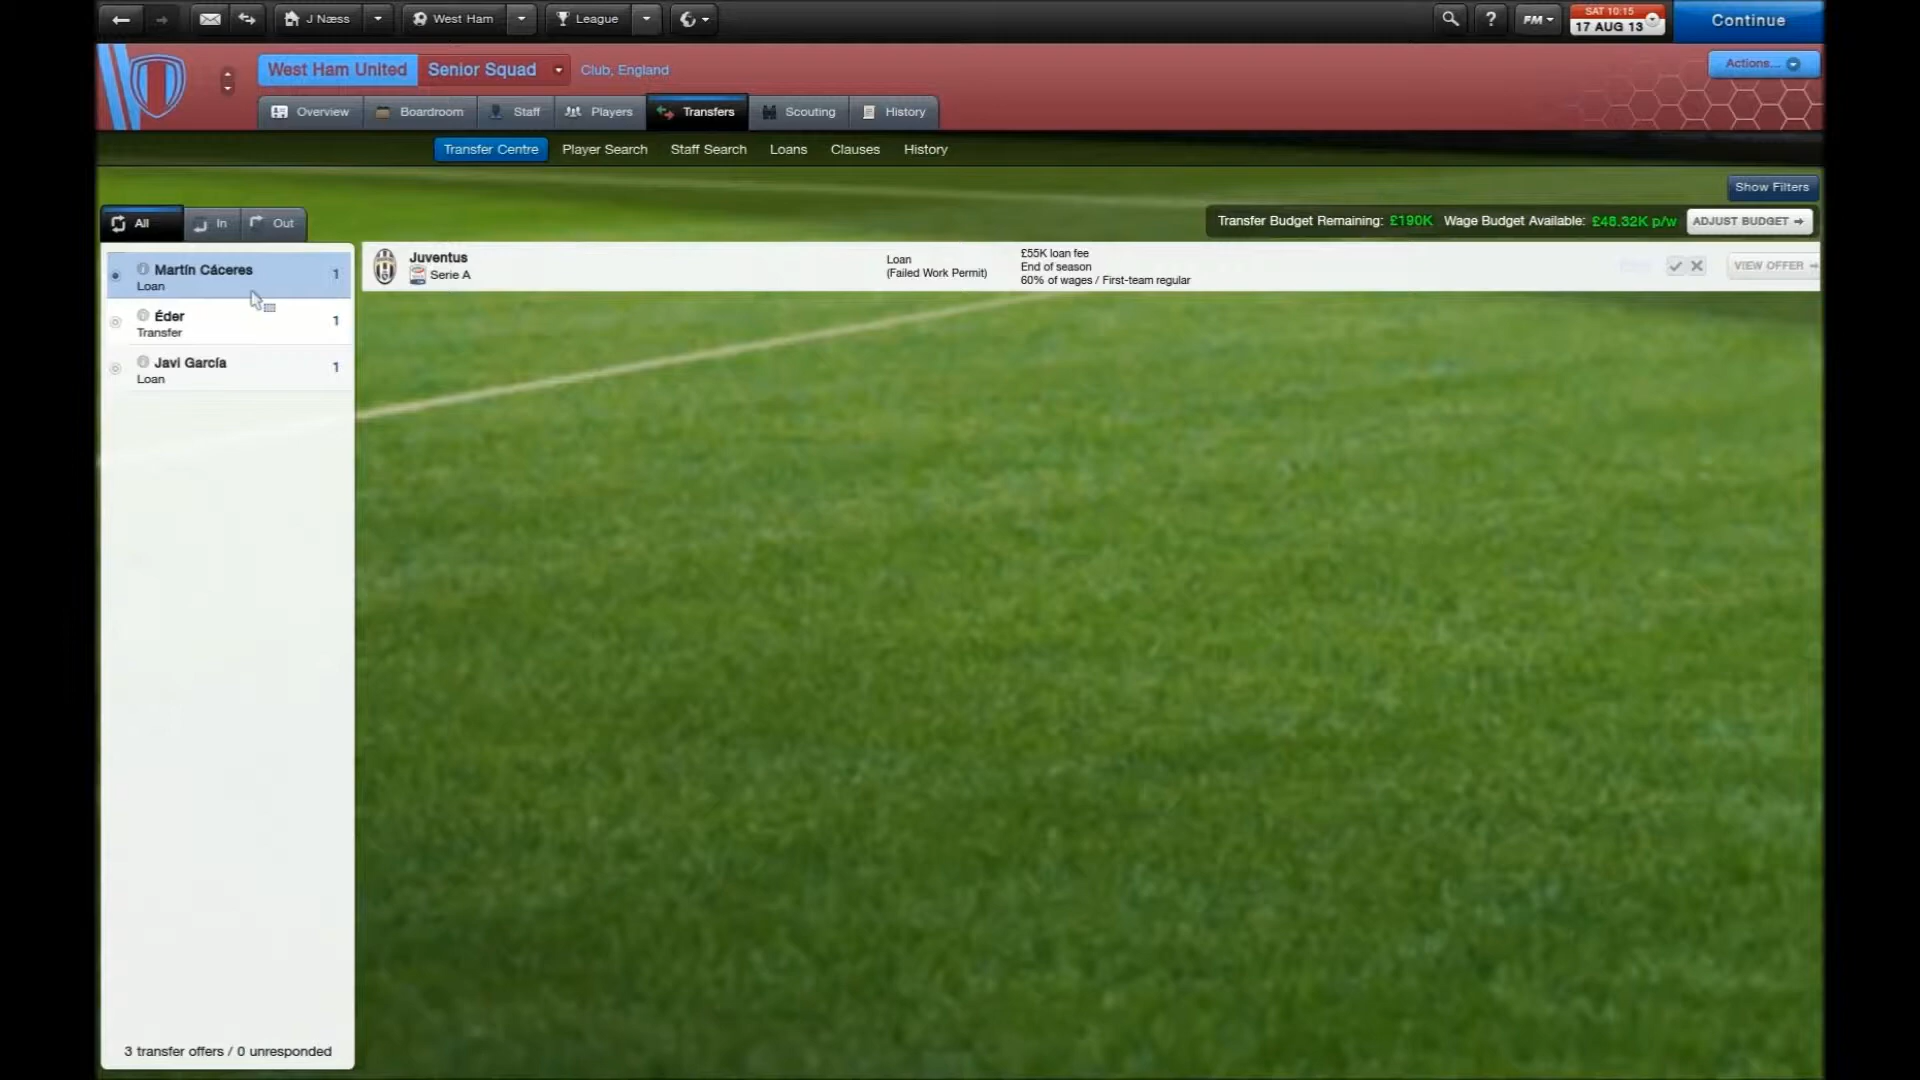 J Næss
West Ham
League
?
FM
SAT 10:15
17 AUG 13
Continue
West Ham United
Senior Squad
Club, England
Actions...
Overview
Boardroom
Staff
Players
Transfers
Scouting
History
Transfer Centre
Player Search
Staff Search
Loans
Clauses
History
Show Filters
All
In
Out
Transfer Budget Remaining: £190K Wage Budget Available: £48.32K p/w
ADJUST BUDGET
Martín Cáceres
Loan
1
Éder
Transfer
1
Javi García
Loan
1
Juventus
Serie A
Loan
(Failed Work Permit)
£55K loan fee
End of season
60% of wages / First-team regular
VIEW OFFER
3 transfer offers / 0 unresponded